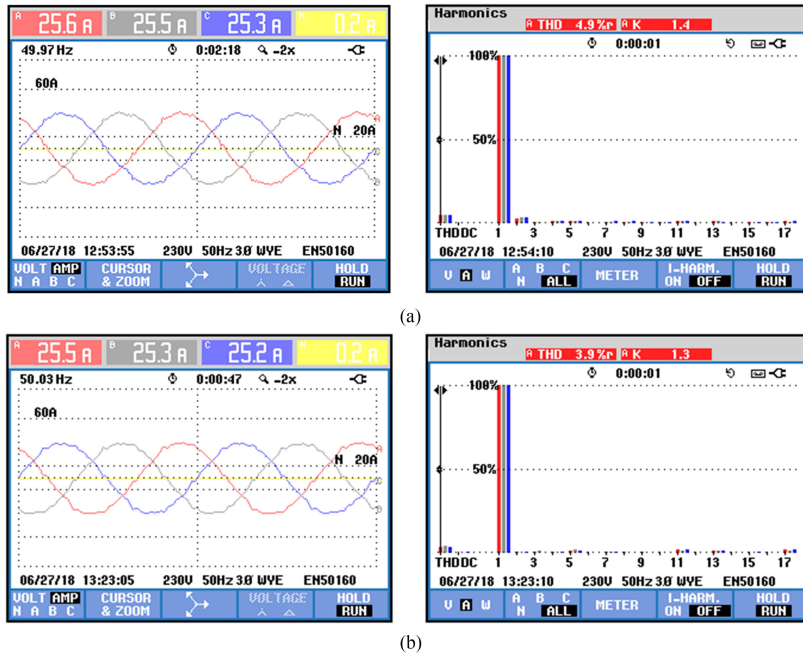 A 25.6 A B 25.5 A C 25.3 A N 0.2 A
49.97 Hz 0:02:18 -2x
60A
N 20A
06/27/18 12:53:55 230V 50Hz 3Ø WYE EN50160
VOLT AMP CURSOR VOLTAGE HOLD
N A B C & ZOOM RUN
Harmonics
A THD 4.9%r A K 1.4
0:00:01
100%
50%
THDDC 1 5 9 13 17
06/27/18 12:54:10 230V 50Hz 3Ø WYE EN50160
V A W A B C METER I-HARM. HOLD
N ALL ON OFF RUN
(a)
A 25.5 A B 25.3 A C 25.2 A 0.2 A
50.03 Hz 0:00:47 -2x
60A
N 20A
06/27/18 13:23:05 230V 50Hz 3Ø WYE EN50160
VOLT AMP CURSOR VOLTAGE HOLD
N A B C & ZOOM RUN
Harmonics
A THD 3.9%r A K 1.3
0:00:01
100%
50%
THDDC 1 3 5 7 9 11 13 15 17
06/27/18 13:23:10 230V 50Hz 3Ø WYE EN50160
V A W A B C METER I-HARM. HOLD
N ALL ON OFF RUN
(b)